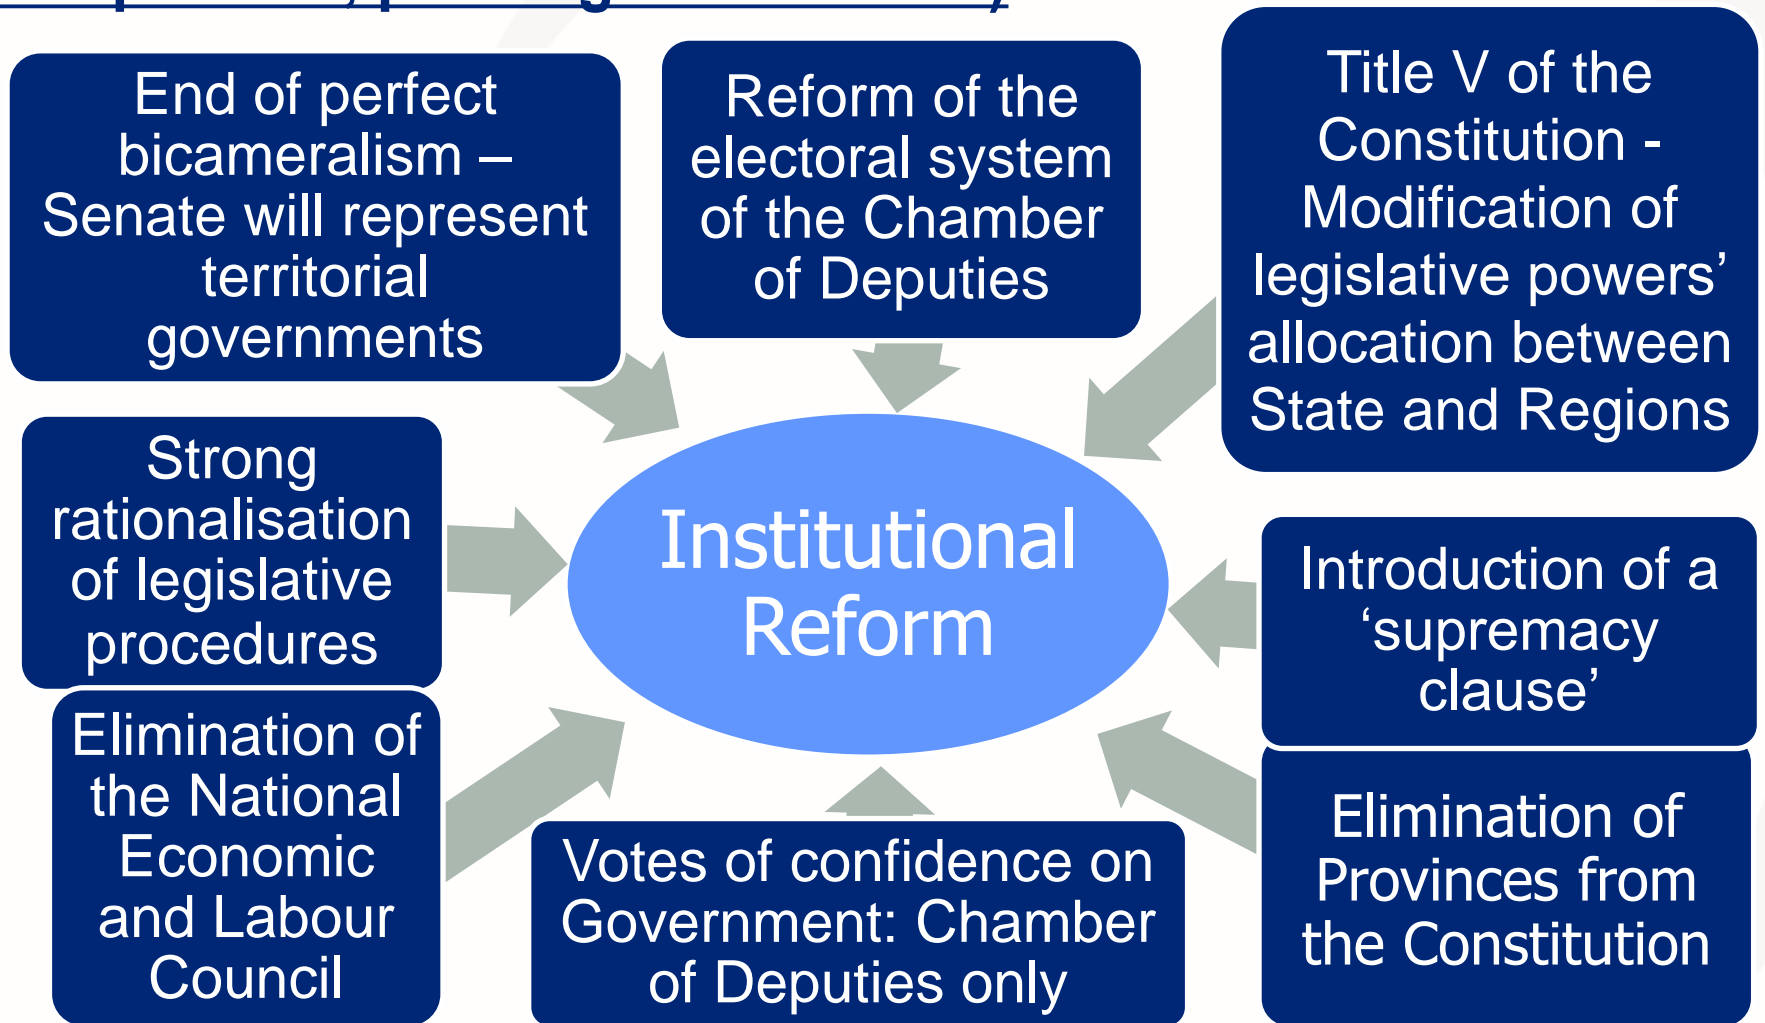 End of perfect
bicameralism –
Senate will represent
territorial
governments
Reform of the
electoral system
of the Chamber
of Deputies
Title V of the
Constitution -
Modification of
legislative powers’
allocation between
State and Regions
Strong
rationalisation
of legislative
procedures
Institutional
Reform
Introduction of a
‘supremacy
clause’
Elimination of
the National
Economic
and Labour
Council
Votes of confidence on
Government: Chamber
of Deputies only
Elimination of
Provinces from
the Constitution